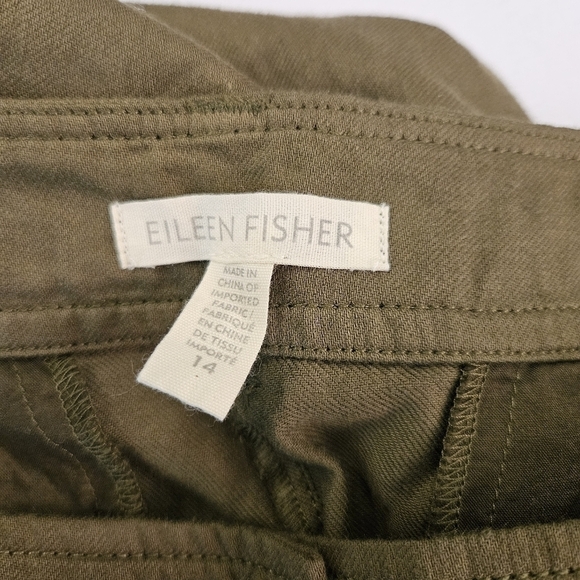 EILEEN FISHER
MADE IN
CHINA OF
IMPORTED
FABRIC/
FABRIQUÉ
EN CHINE
DE TISSU
IMPORTÉ
14